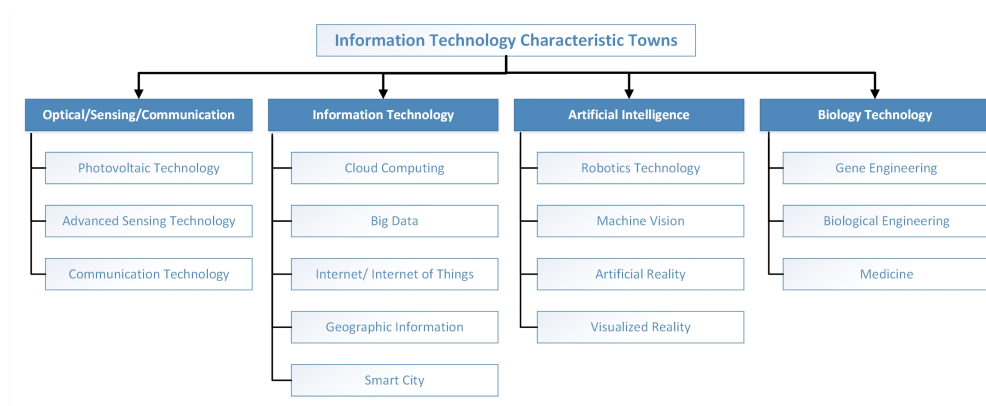 Information Technology Characteristic Towns
Optical/Sensing/Communication
Photovoltaic Technology
Advanced Sensing Technology
Communication Technology
Information Technology
Cloud Computing
Big Data
Internet/ Internet of Things
Geographic Information
Smart City
Artificial Intelligence
Robotics Technology
Machine Vision
Artificial Reality
Visualized Reality
Biology Technology
Gene Engineering
Biological Engineering
Medicine